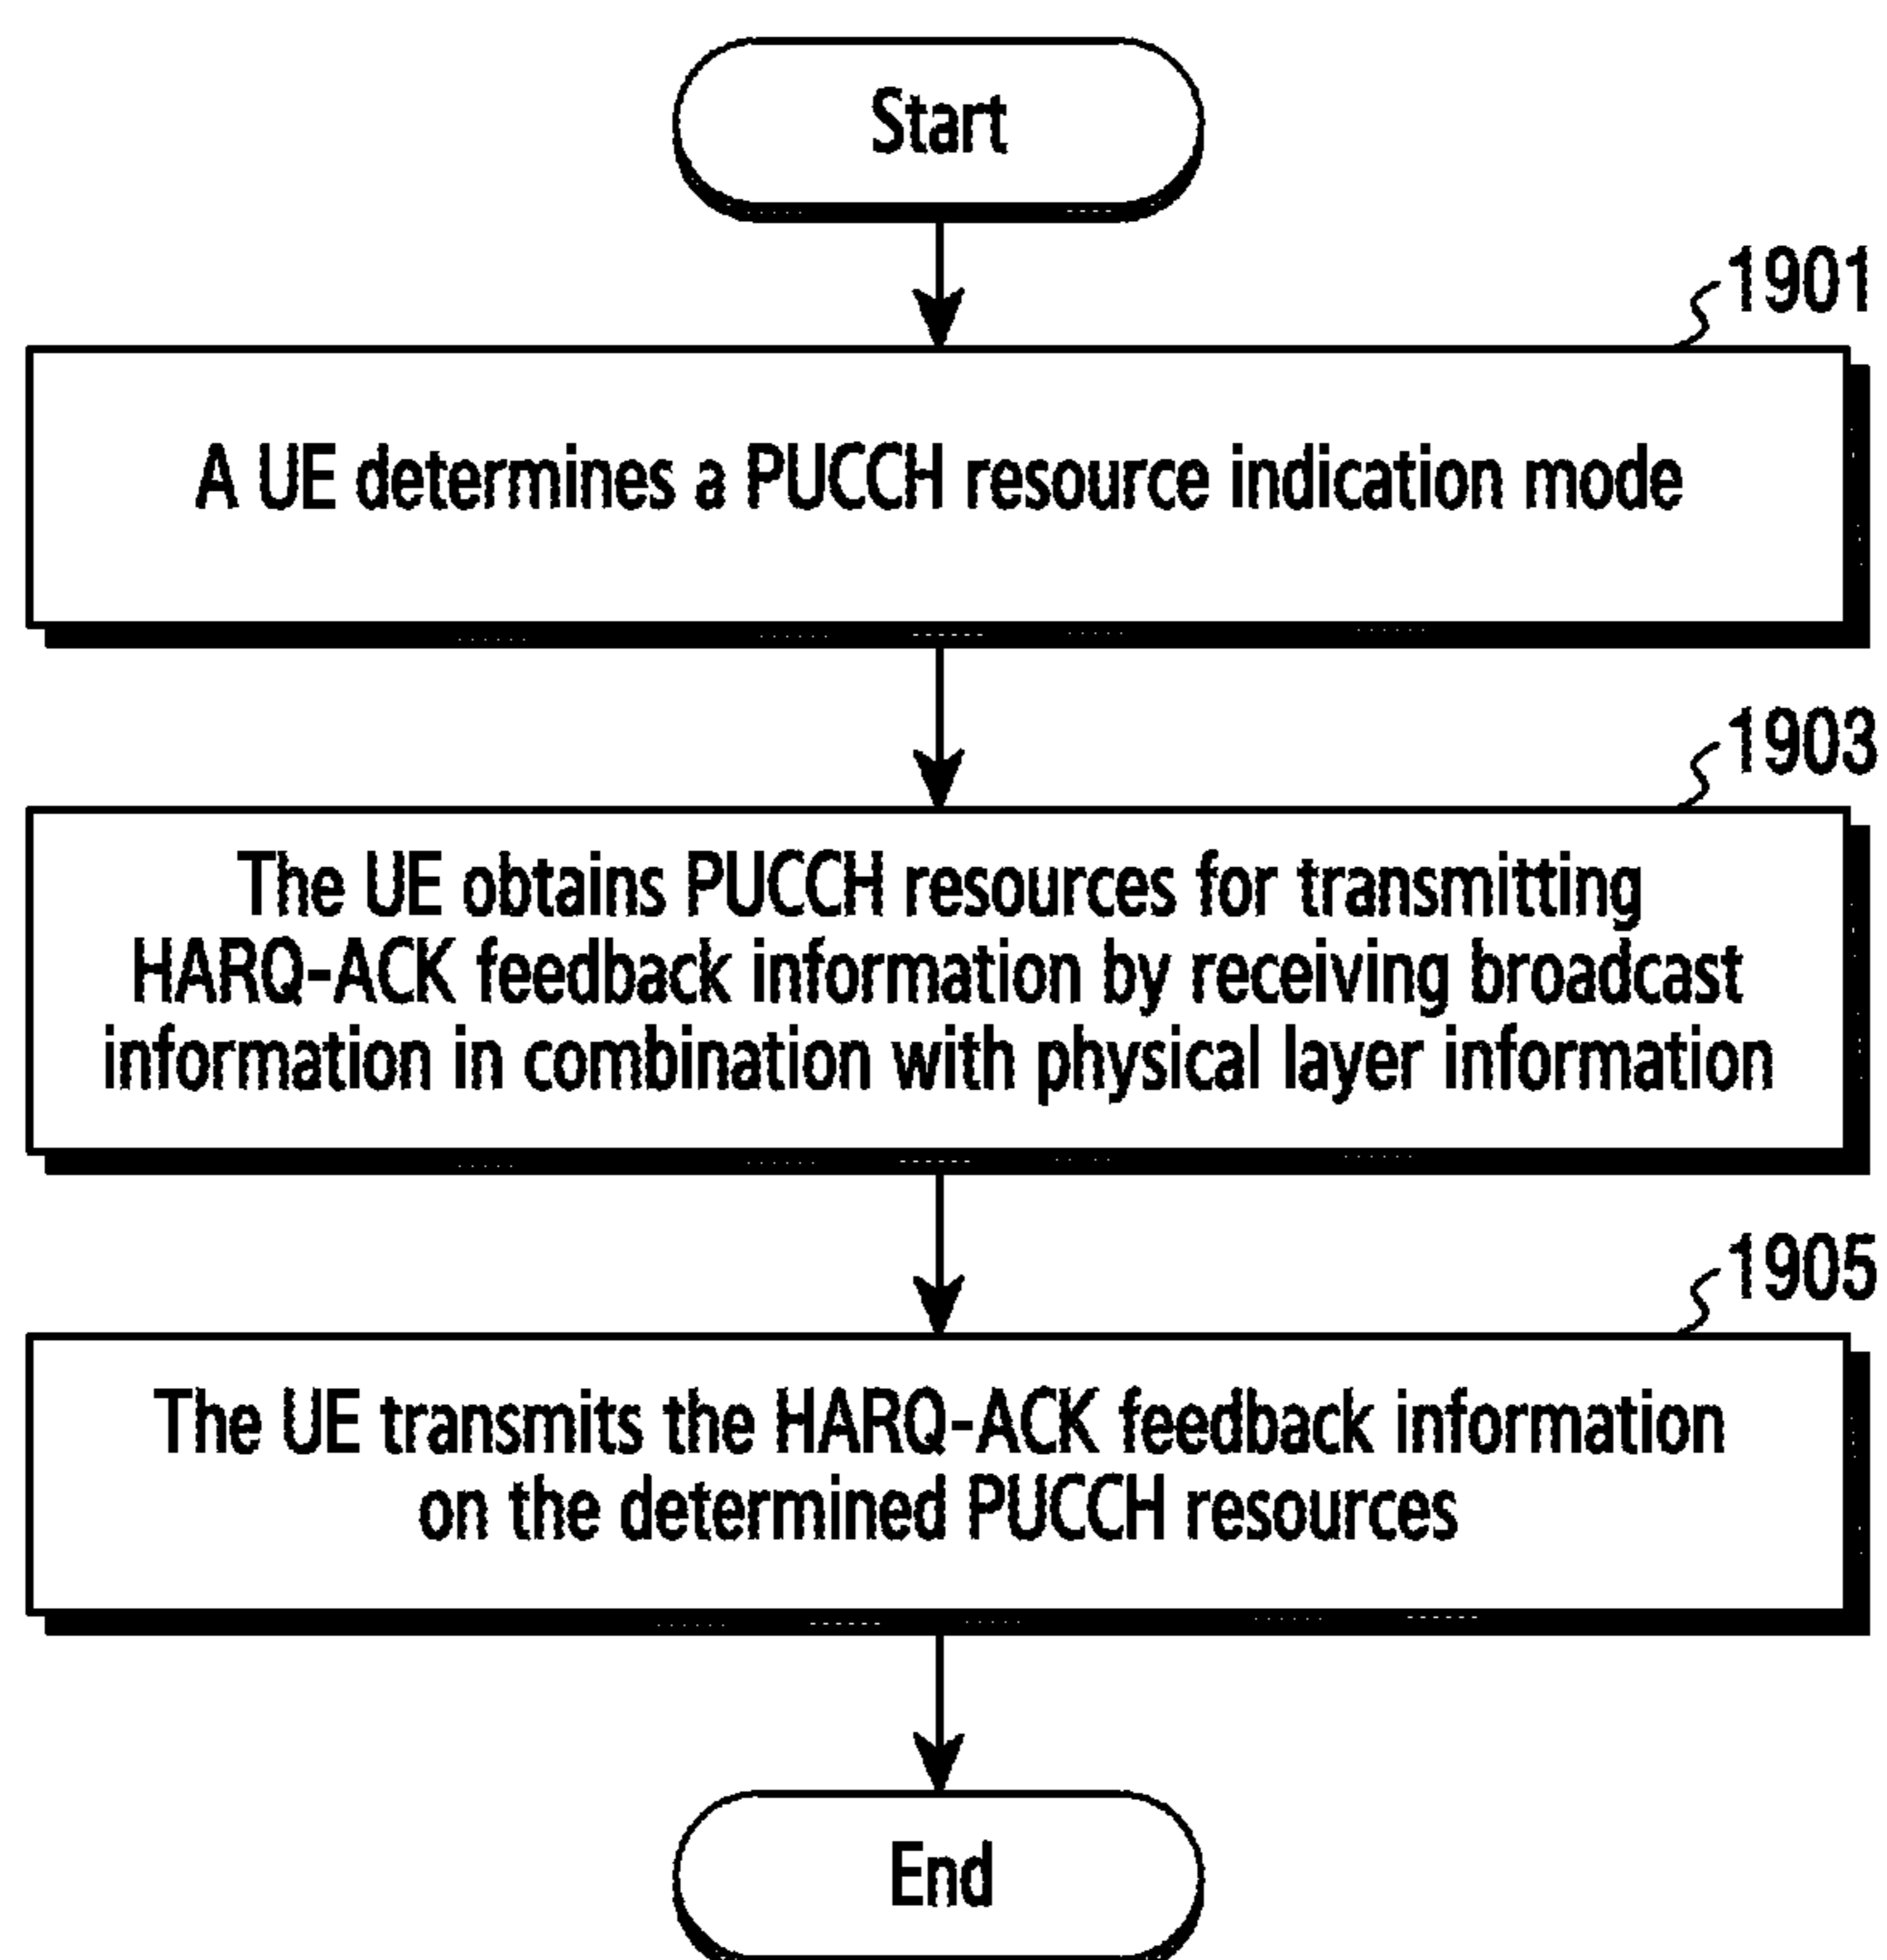 Start
1901
A UE determines a PUCCH resource indication mode
1903
The UE obtains PUCCH resources for transmitting
HARQ-ACK feedback information by receiving broadcast
information in combination with physical layer information
1905
The UE transmits the HARQ-ACK feedback information
on the determined PUCCH resources
End